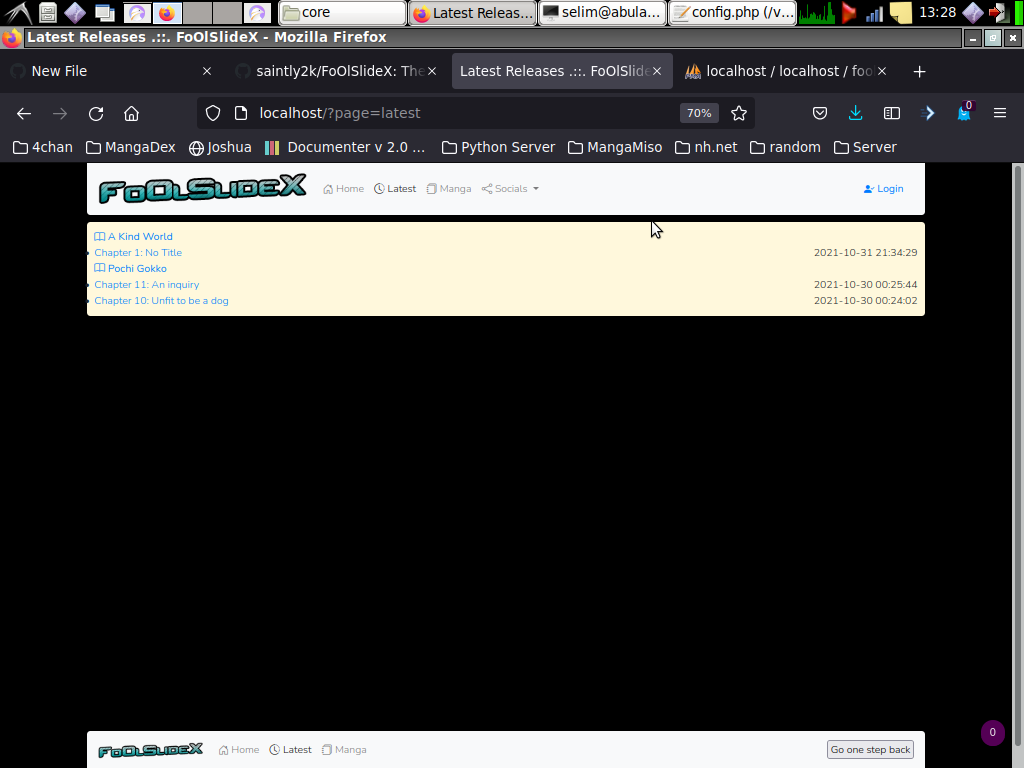 core Latest Releas... selim@abula... config.php (/v... 13:28
Latest Releases .::. FoOlSlideX - Mozilla Firefox
New File saintly2k/FoOlSlideX: The Latest Releases .::. FoOlSlide localhost / localhost / foo
localhost/?page=latest 70% 0
4chan MangaDex Joshua Documenter v 2.0 ... Python Server MangaMiso nh.net random Server
FoOlSlideX Home Latest Manga Socials Login
A Kind World
Chapter 1: No Title 2021-10-31 21:34:29
Pochi Gokko
Chapter 11: An inquiry 2021-10-30 00:25:44
Chapter 10: Unfit to be a dog 2021-10-30 00:24:02
0
FoOlSlideX Home Latest Manga Go one step back